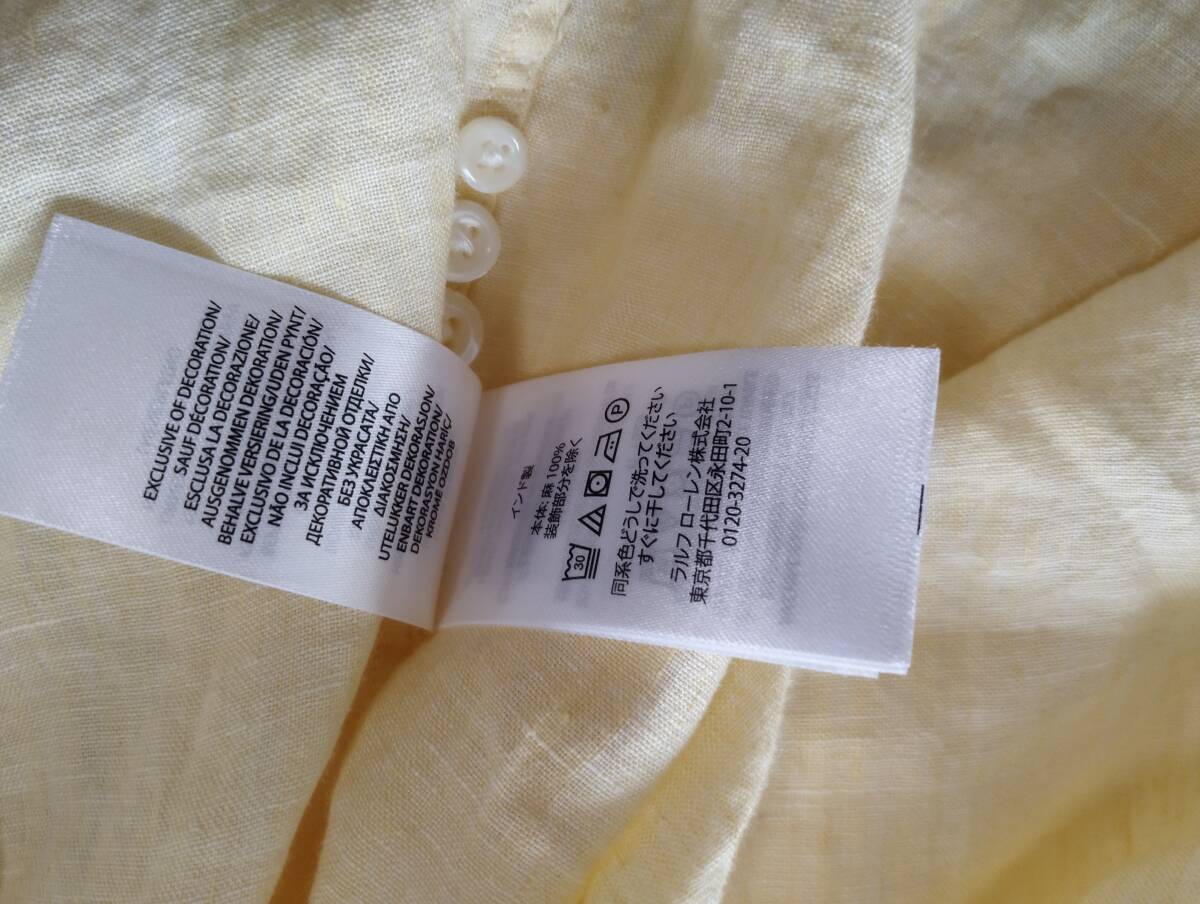 EXCLUSIVE OF DECORATION/
SAUF DÉCORATION/
ESCLUSA LA DECORAZIONE/
AUSGENOMMEN DEKORATION/
BEHALVE VERSIERING/UDEN PYNT/
EXCLUSIVO DE LA DECORACIÓN/
NÃO INCLUI DECORAÇÃO/
ЗА ИСКЛЮЧЕНИЕМ
ДЕКОРАТИВНОЙ ОТДЕЛКИ/
БЕЗ УКРАСАТА/
ΑΠΟΚΛΕΙΣΤΙΚΗ ΑΠΟ
ΔΙΑΚΟΣΜΗΣΗ/
UTELUKKER DEKORASJON/
ENBART DEKORATION/
DEKORASYON HARİÇ/
KROMĚ OZDOB
インド製
本体: 麻 100%
装飾部分を除く
30 P
同系色どうしで洗ってください
すぐに干してください
ラルフ ローレン株式会社
東京都千代田区永田町2-10-1
0120-3274-20